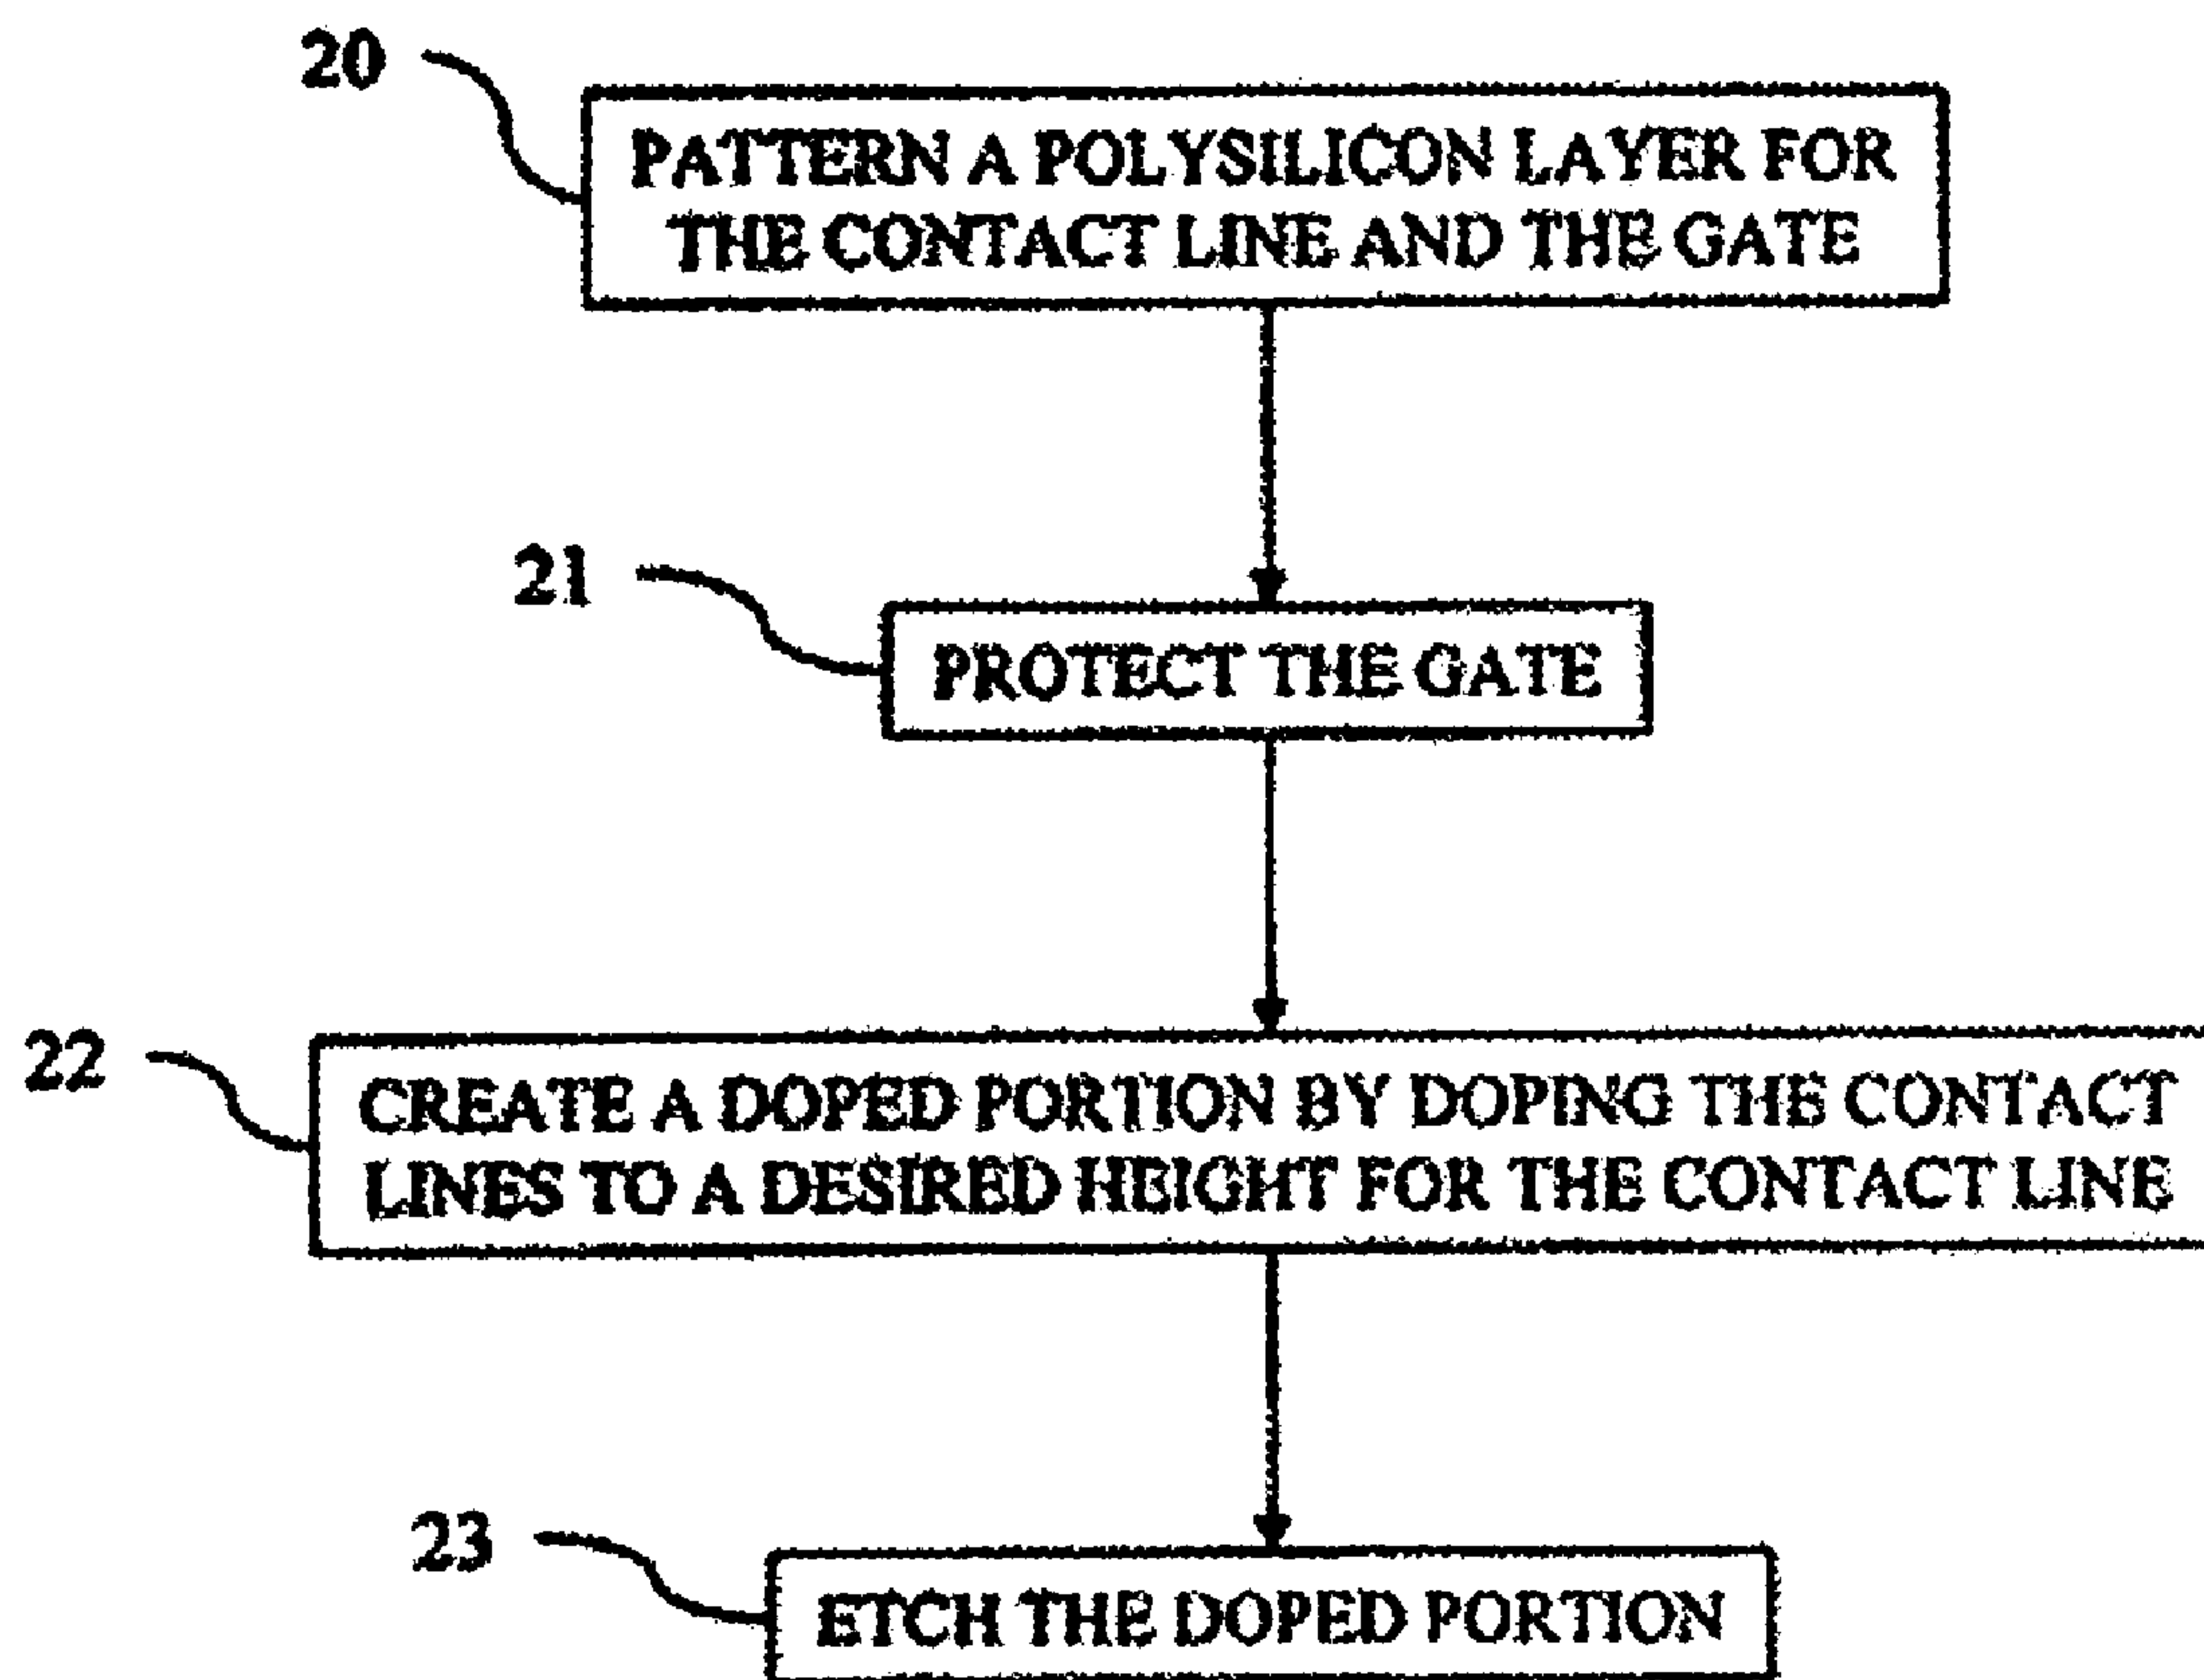 20
PATTERN A POLYSILICON LAYER FOR
THE CONTACT LINE AND THE GATE
21
PROTECT THE GATE
22
CREATE A DOPED PORTION BY DOPING THE CONTACT
LINES TO A DESIRED HEIGHT FOR THE CONTACT LINE
23
ETCH THE DOPED PORTION